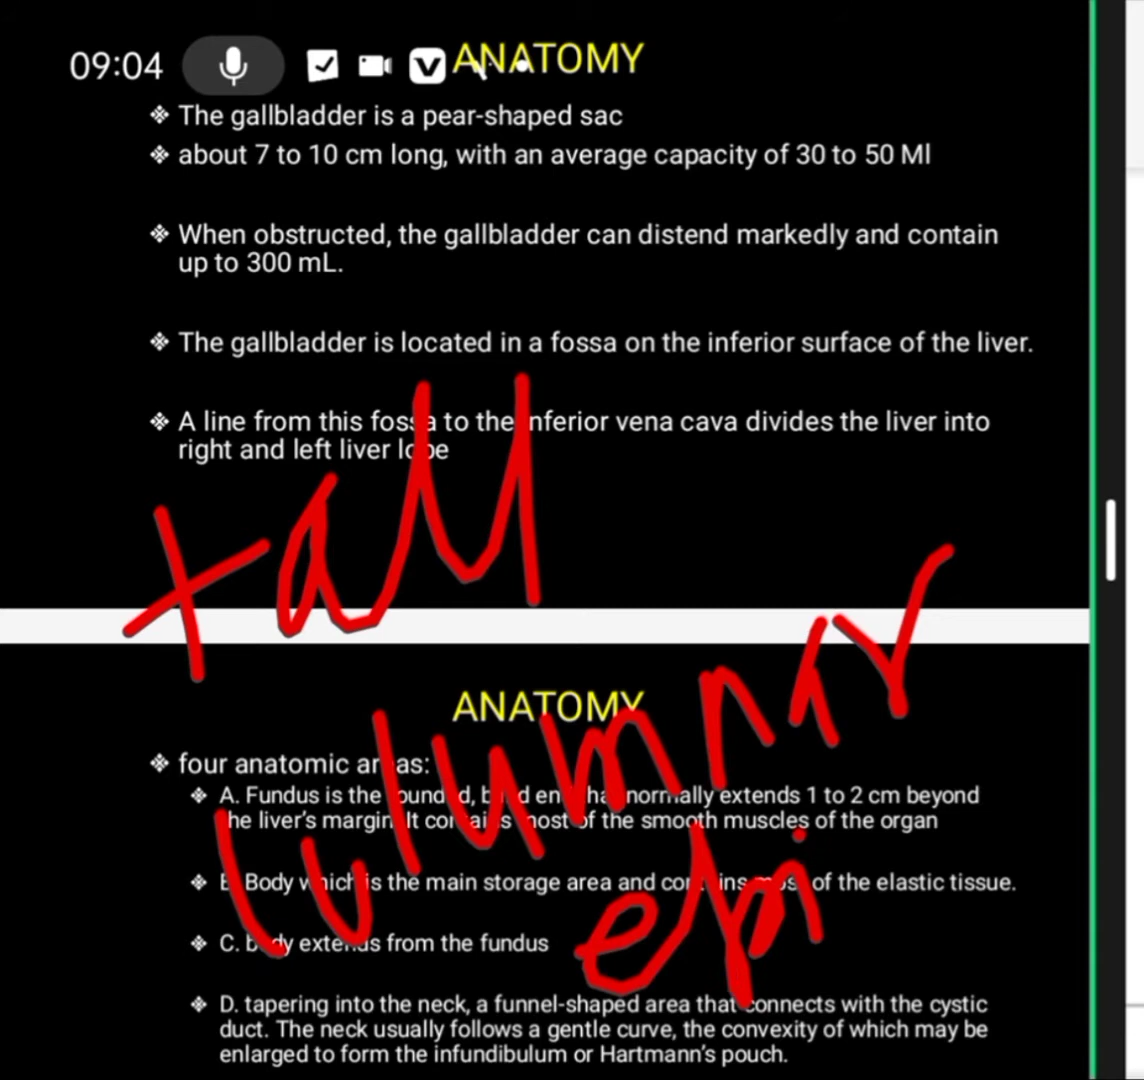 09:04
ANATOMY
❖ The gallbladder is a pear-shaped sac
❖ about 7 to 10 cm long, with an average capacity of 30 to 50 Ml
❖ When obstructed, the gallbladder can distend markedly and contain
up to 300 mL.
❖ The gallbladder is located in a fossa on the inferior surface of the liver.
❖ A line from this fossa to the inferior vena cava divides the liver into
right and left liver lobe
tall
ANATOMY
columnar
❖ four anatomic areas:
❖ A. Fundus is the rounded, blind end that normally extends 1 to 2 cm beyond
the liver's margin. It contains most of the smooth muscles of the organ
epi
❖ B. Body which is the main storage area and contains most of the elastic tissue.
❖ C. body extends from the fundus
❖ D. tapering into the neck, a funnel-shaped area that connects with the cystic
duct. The neck usually follows a gentle curve, the convexity of which may be
enlarged to form the infundibulum or Hartmann's pouch.